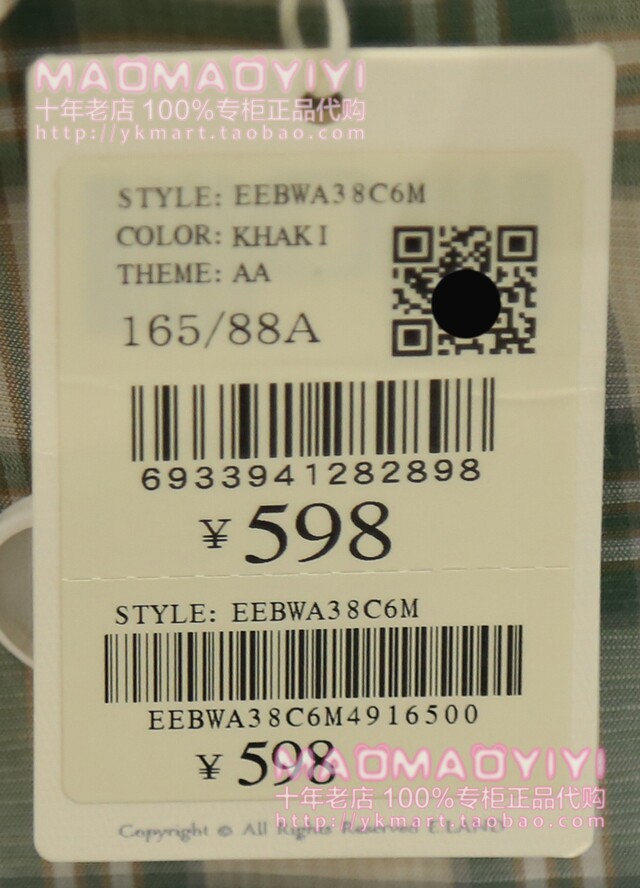 MAOMAOYIYI
十年老店 100%专柜正品代购
http://ykmart.taobao.com
STYLE: EEBWA38C6M
COLOR: KHAKI
THEME: AA
165/88A
6933941282898
¥ 598
STYLE: EEBWA38C6M
EEBWA38C6M4916500
¥ 598
MAOMAOYIYI
十年老店 100%专柜正品代购
http://ykmart.taobao.com
Copyright © All Rights Reserved ELAND